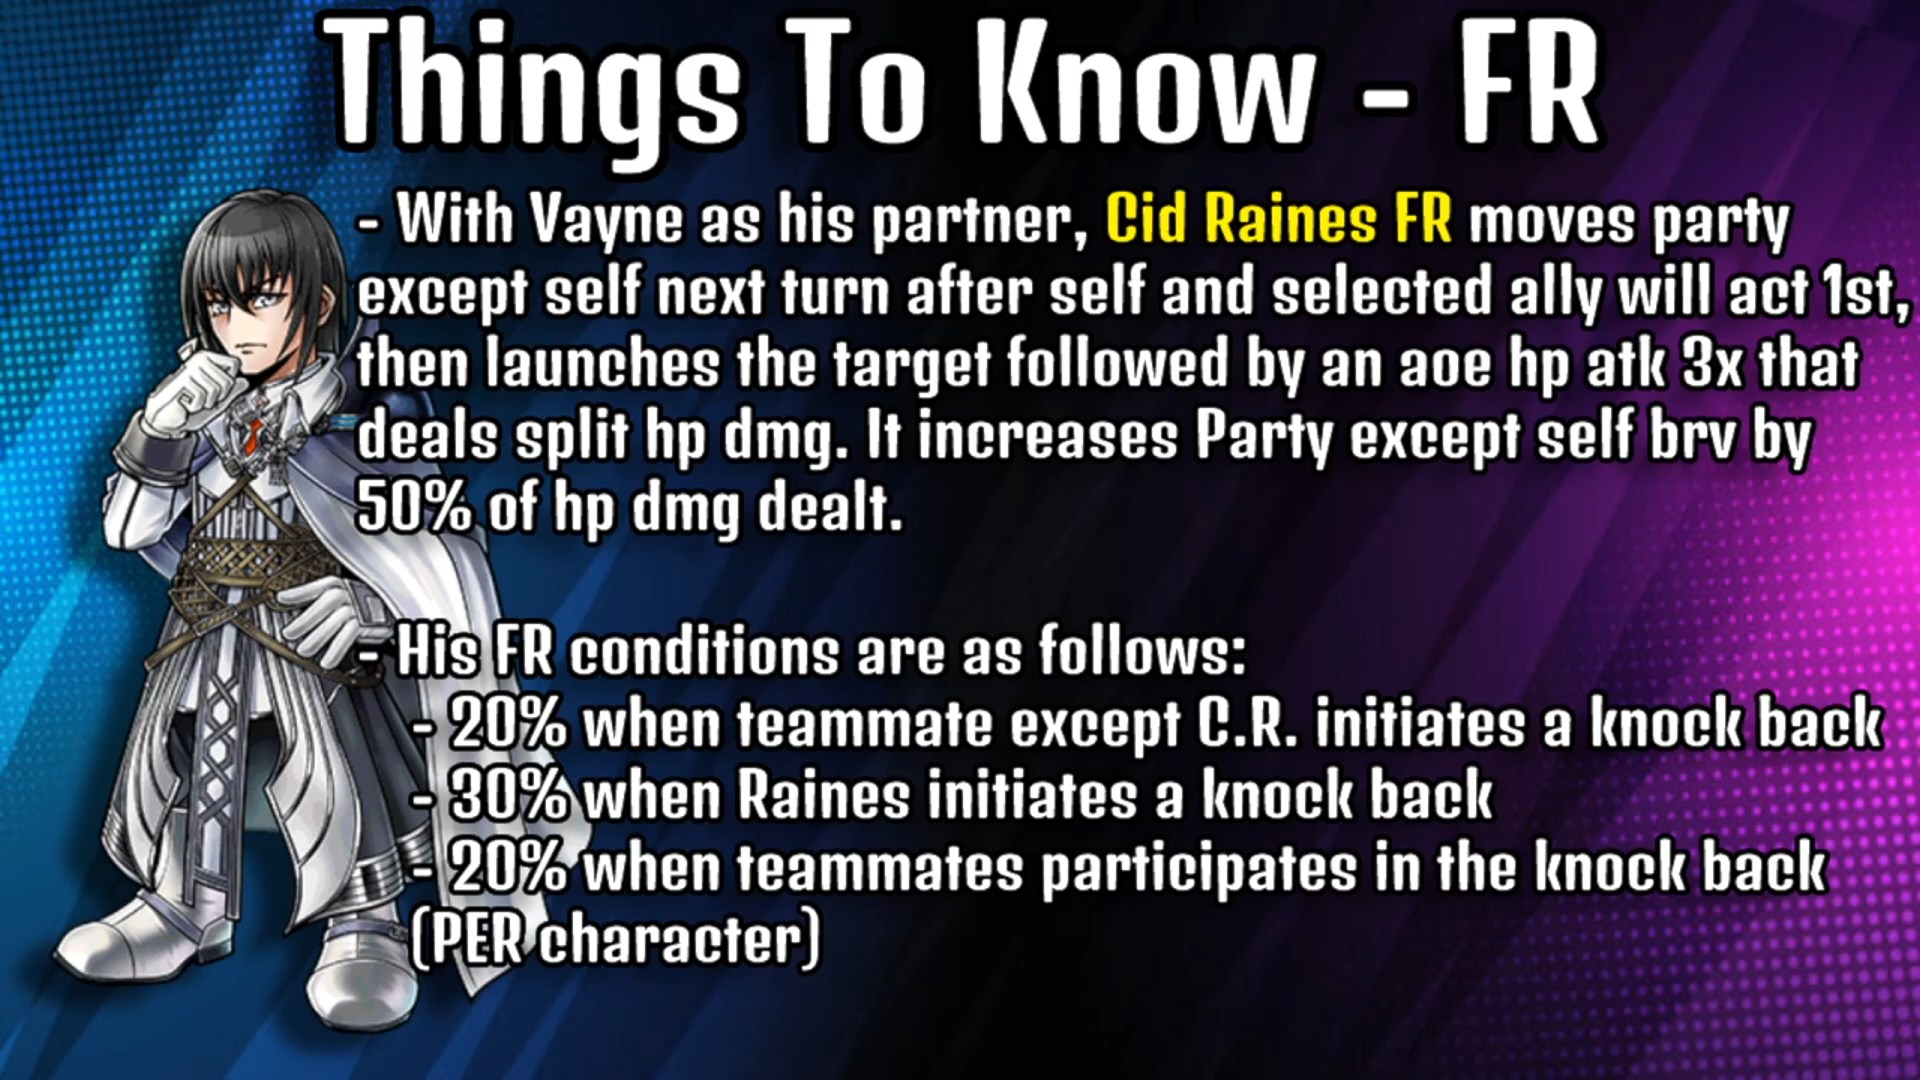 Things To Know - FR
- With Vayne as his partner, Cid Raines FR moves party
except self next turn after self and selected ally will act 1st,
then launches the target followed by an aoe hp atk 3x that
deals split hp dmg. It increases Party except self brv by
50% of hp dmg dealt.
- His FR conditions are as follows:
- 20% when teammate except C.R. initiates a knock back
- 30% when Raines initiates a knock back
- 20% when teammates participates in the knock back
(PER character)